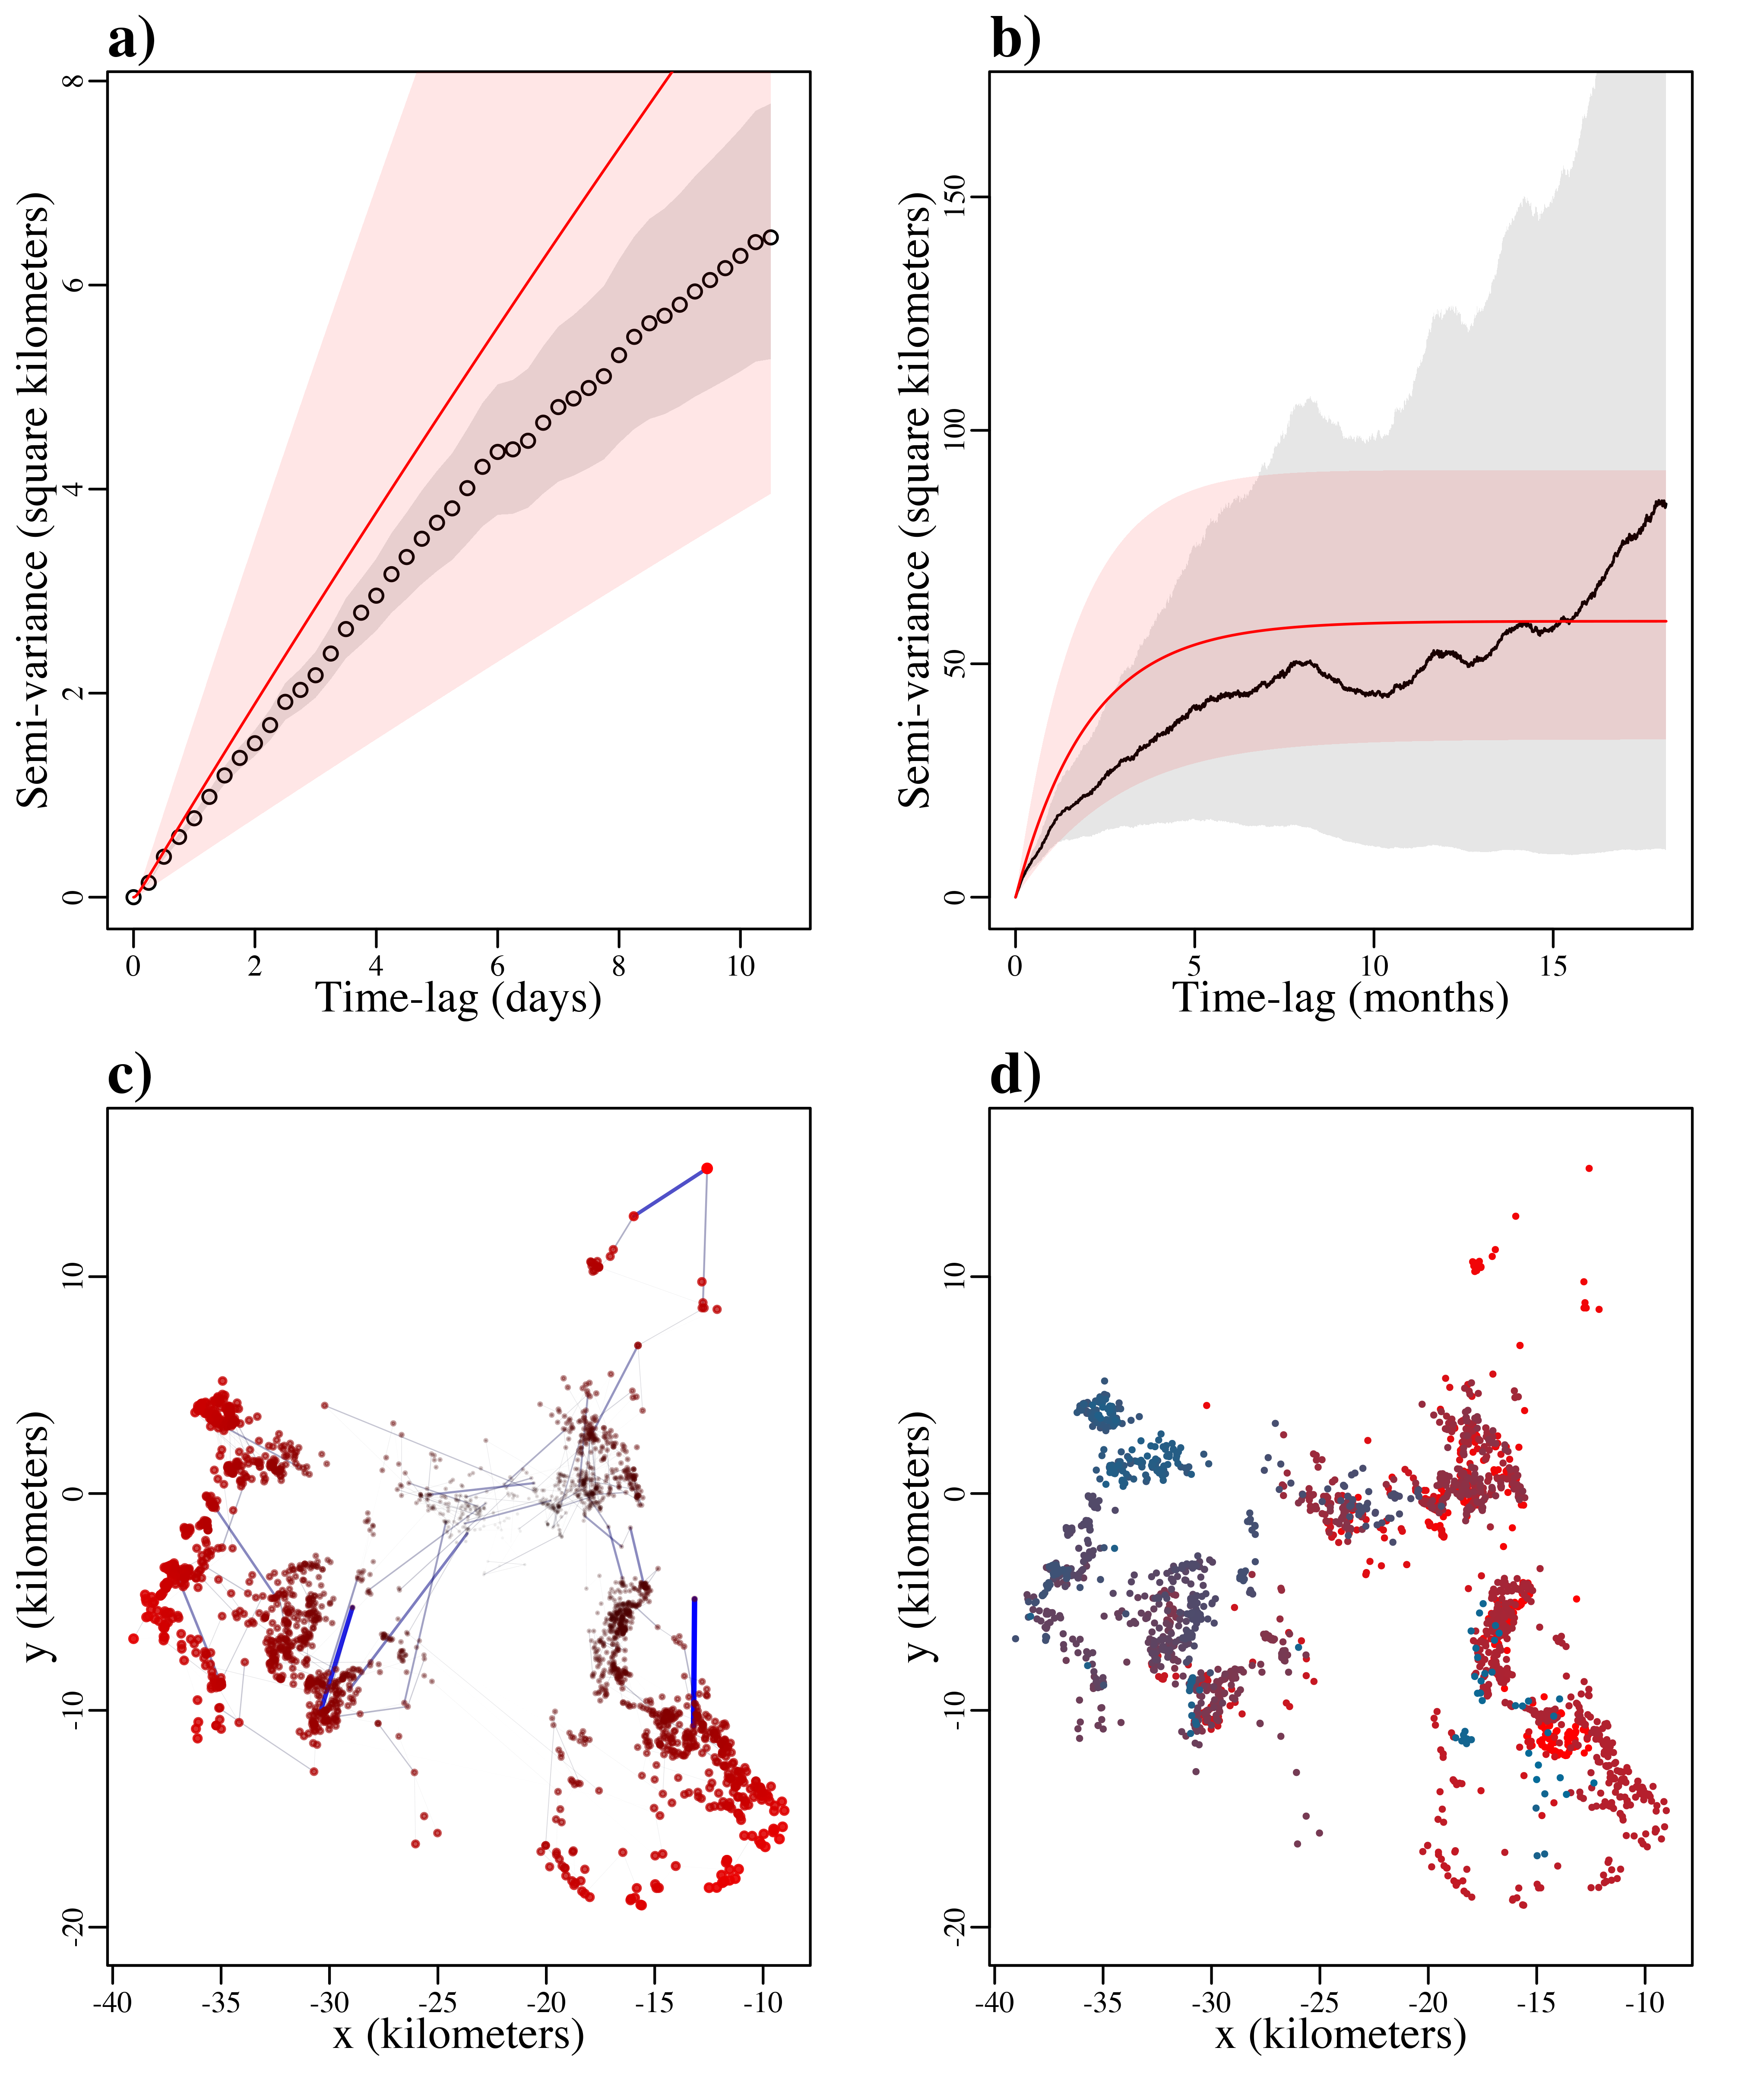 a)
Semi-variance (square kilometers)
8
6
4
2
0
0 2 4 6 8 10
Time-lag (days)
b)
Semi-variance (square kilometers)
150
100
50
0
0 5 10 15
Time-lag (months)
c)
y (kilometers)
10
0
-10
-20
-40 -35 -30 -25 -20 -15 -10
x (kilometers)
d)
y (kilometers)
10
0
-10
-20
-40 -35 -30 -25 -20 -15 -10
x (kilometers)